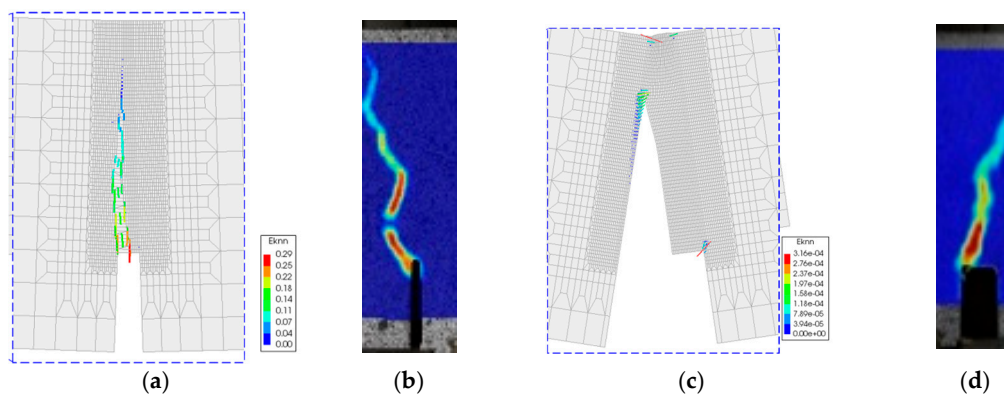 Eknn
0.29
0.25
0.22
0.18
0.14
0.11
0.07
0.04
0.00
Eknn
3.16e-04
2.76e-04
2.37e-04
1.97e-04
1.58e-04
1.18e-04
7.89e-05
3.94e-05
0.00e+00
(a)
(b)
(c)
(d)